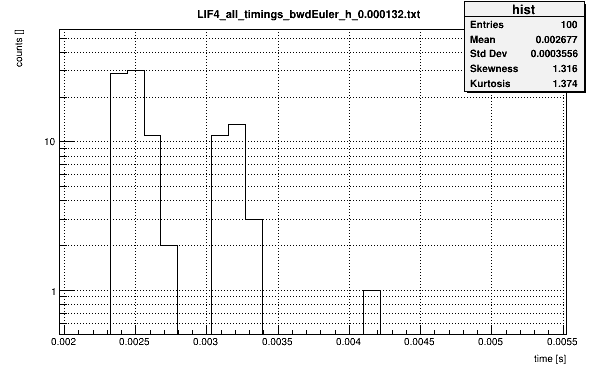 LIF4_all_timings_bwdEuler_h_0.000132.txt
hist
Entries 100
Mean 0.002677
Std Dev 0.0003556
Skewness 1.316
Kurtosis 1.374
counts []
10
1
0.002 0.0025 0.003 0.0035 0.004 0.0045 0.005 0.0055
time [s]